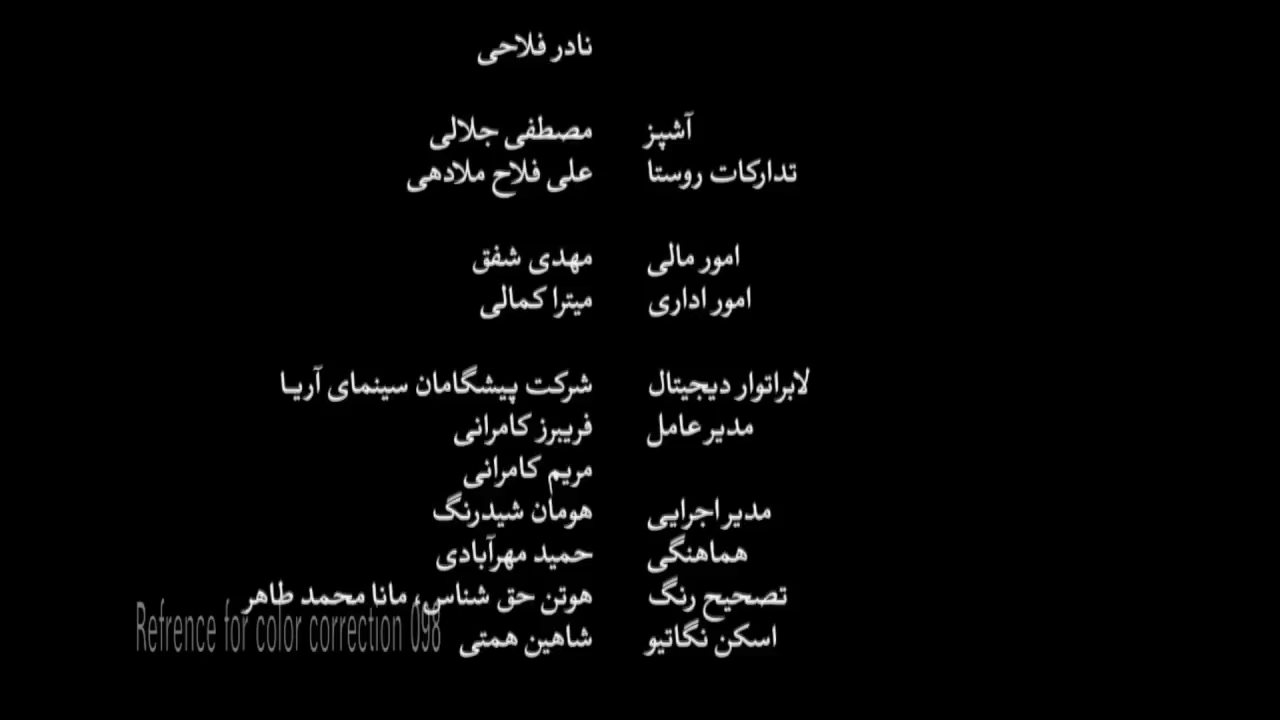 نادر فلاحی
آشپز مصطفی جلالی
تدارکات روستا علی فلاح ملادهی
امور مالی مهدی شفق
امور اداری میترا کمالی
لابراتوار دیجیتال شرکت پیشگامان سینمای آریا
مدیر عامل فریبرز کامرانی
مریم کامرانی
مدیر اجرایی هومان شیدرنگ
هماهنگی حمید مهرآبادی
تصحیح رنگ هوتن حق شناس، مانا محمد طاهر
اسکن نگاتیو شاهین همتی
Refrence for color correction 098